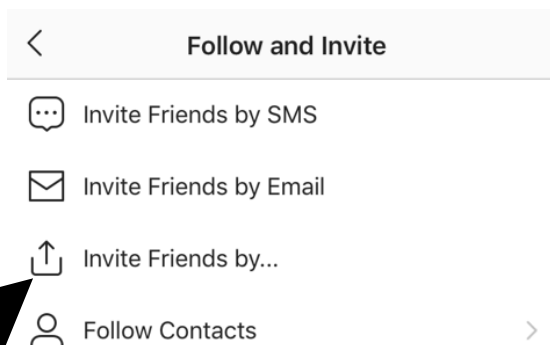 Follow and Invite
Invite Friends by SMS
Invite Friends by Email
Invite Friends by...
Follow Contacts